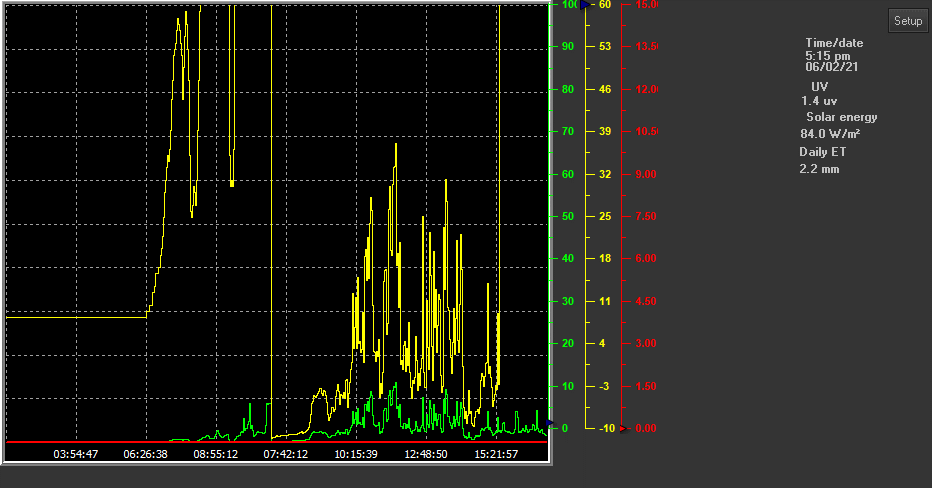 100 60 15.00
Setup
90 53 13.50
80 46 12.0
70 39 10.50
60 32 9.00
50 25 7.50
40 18 6.00
30 11 4.50
20 4 3.00
10 -3 1.50
0 -10 0.00
03:54:47 06:26:38 08:55:12 07:42:12 10:15:39 12:48:50 15:21:57
Time/date
5:15 pm
06/02/21
UV
1.4 uv
Solar energy
84.0 W/m²
Daily ET
2.2 mm